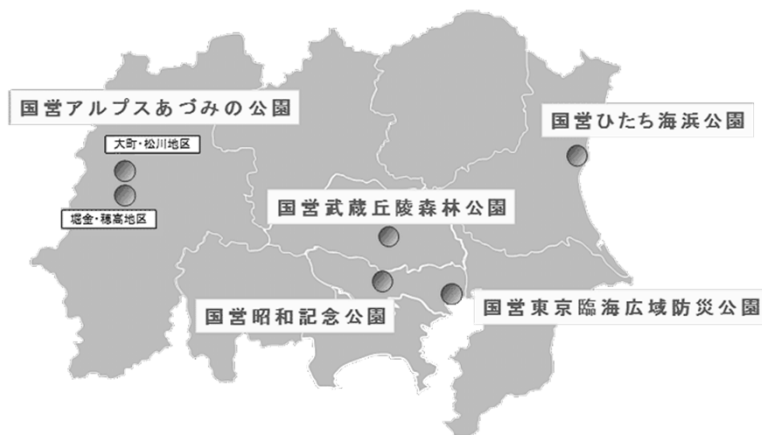 国営アルプスあづみの公園
大町・松川地区
堀金・穂高地区
国営ひたち海浜公園
国営武蔵丘陵森林公園
国営昭和記念公園
国営東京臨海広域防災公園